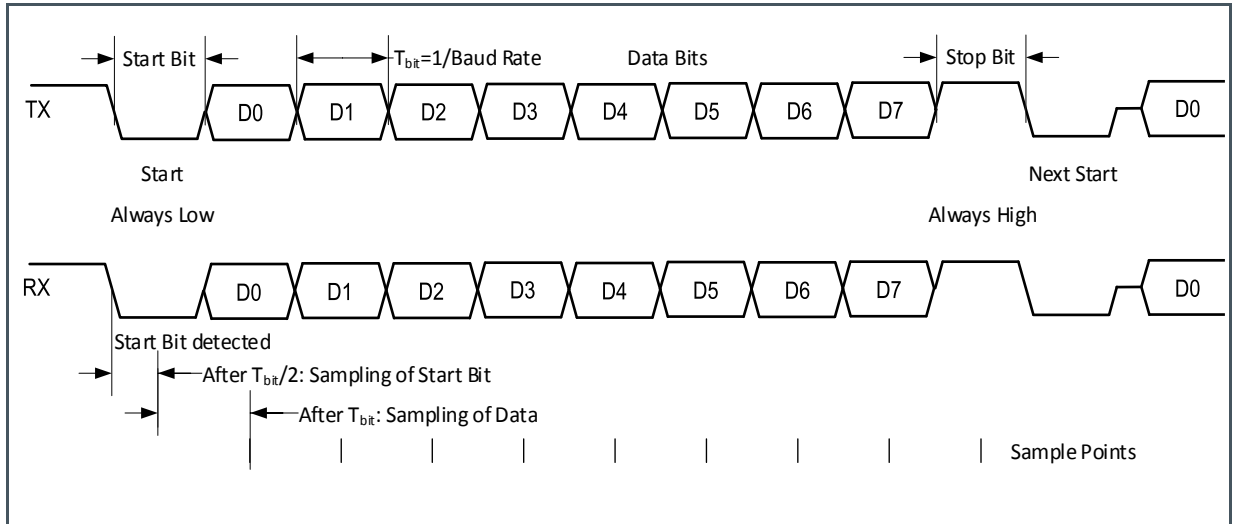 Start Bit T_bit=1/Baud Rate Data Bits Stop Bit
TX D0 D1 D2 D3 D4 D5 D6 D7 D0
Start Next Start
Always Low Always High
RX D0 D1 D2 D3 D4 D5 D6 D7 D0
Start Bit detected
After T_bit/2: Sampling of Start Bit
After T_bit: Sampling of Data
Sample Points